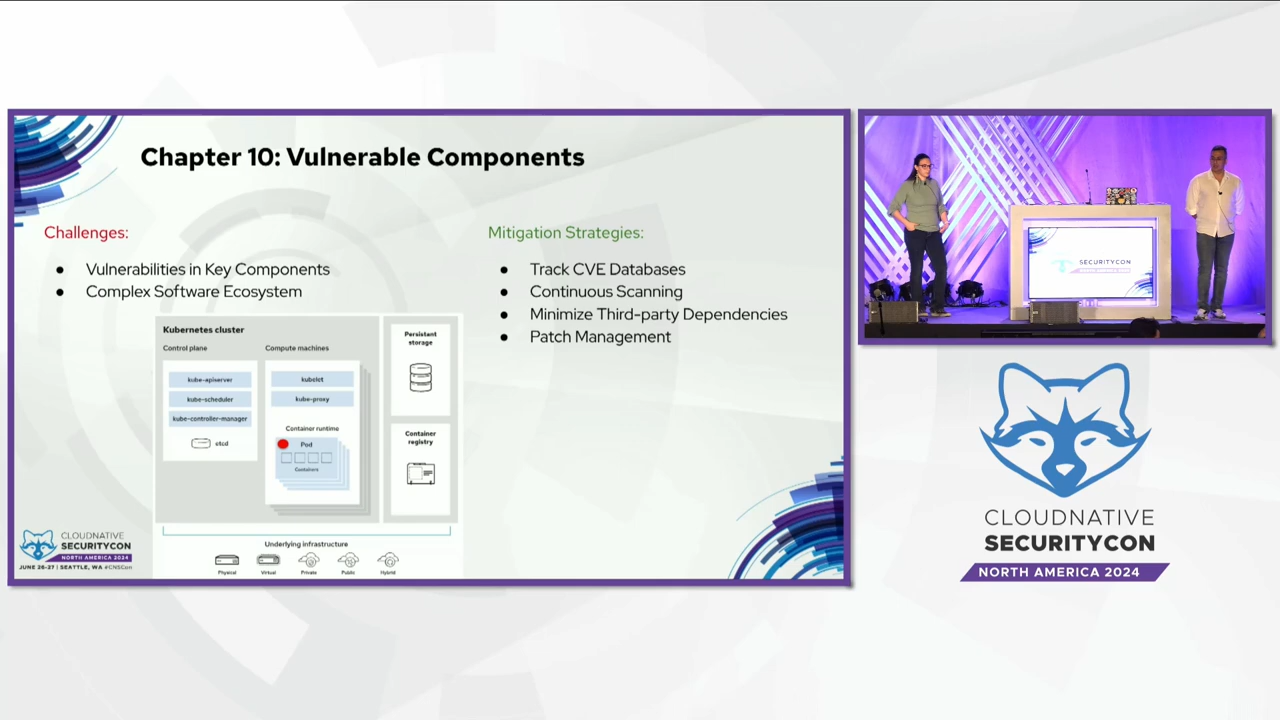 Chapter 10: Vulnerable Components
Challenges:
● Vulnerabilities in Key Components
● Complex Software Ecosystem
Mitigation Strategies:
● Track CVE Databases
● Continuous Scanning
● Minimize Third-party Dependencies
● Patch Management
Kubernetes cluster
Control plane
kube-apiserver
kube-scheduler
kube-controller-manager
etcd
Compute machines
kubelet
kube-proxy
Container runtime
Pod
Containers
Persistent
storage
Container
registry
Underlying infrastructure
Physical
Virtual
Private
Public
Hybrid
CLOUDNATIVE
SECURITYCON
NORTH AMERICA 2024
JUNE 26-27 | SEATTLE, WA #CNSCon
SECURITYCON
CLOUDNATIVE
SECURITYCON
NORTH AMERICA 2024